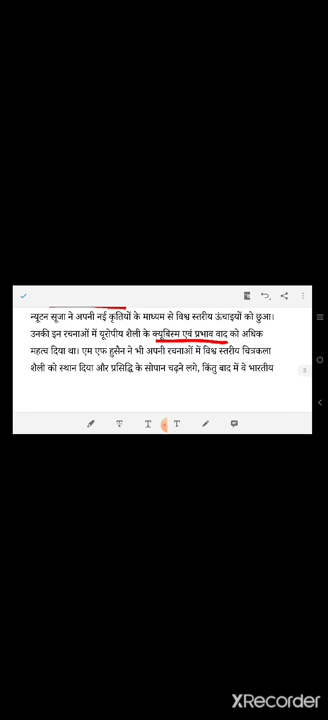 न्यूटन सूजा ने अपनी नई कृतियों के माध्यम से विश्व स्तरीय ऊंचाइयों को छुआ।
उनकी इन रचनाओं में यूरोपीय शैली के क्यूबिस्म एवं प्रभाव वाद को अधिक
महत्व दिया था। एम एफ हुसैन ने भी अपनी रचनाओं में विश्व स्तरीय चित्रकला
शैली को स्थान दिया और प्रसिद्धि के सोपान चढ़ने लगे, किंतु बाद में वे भारतीय
XRecorder